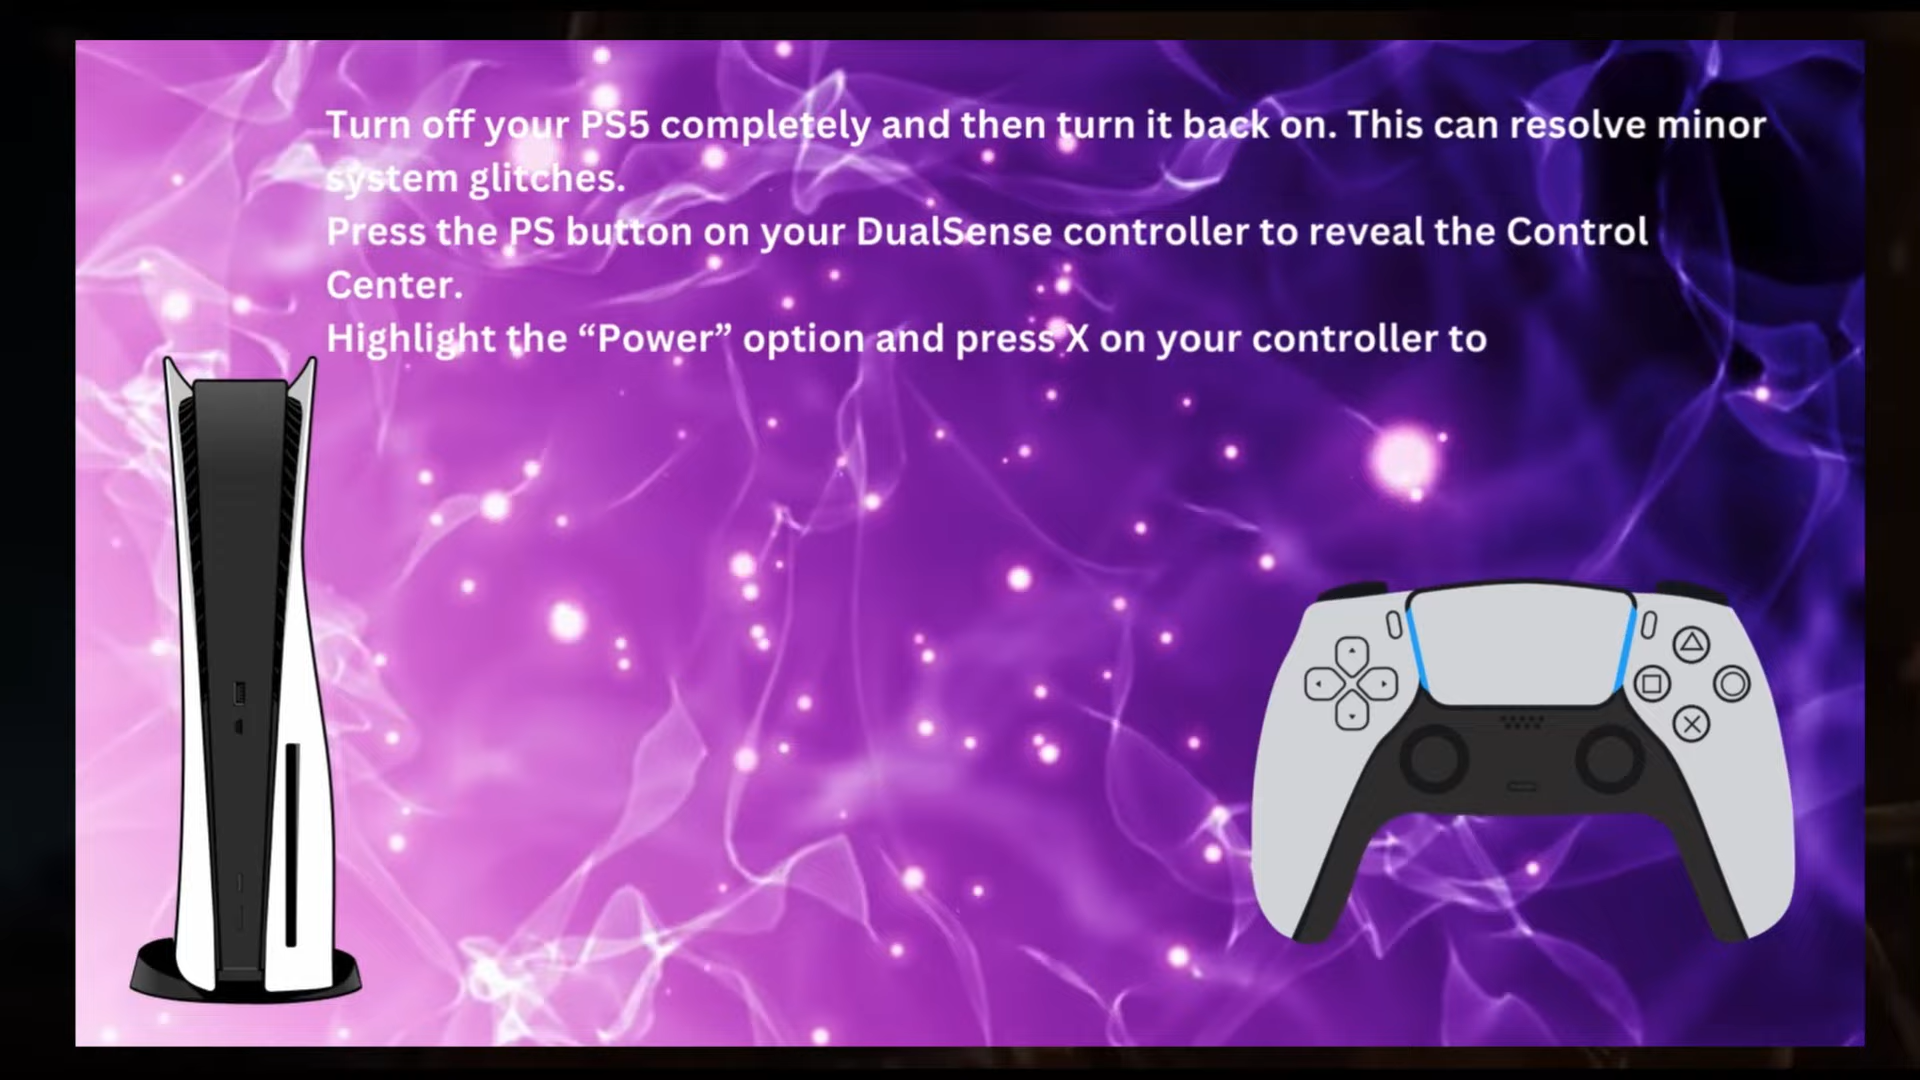 Turn off your PS5 completely and then turn it back on. This can resolve minor
system glitches.
Press the PS button on your DualSense controller to reveal the Control
Center.
Highlight the “Power” option and press X on your controller to